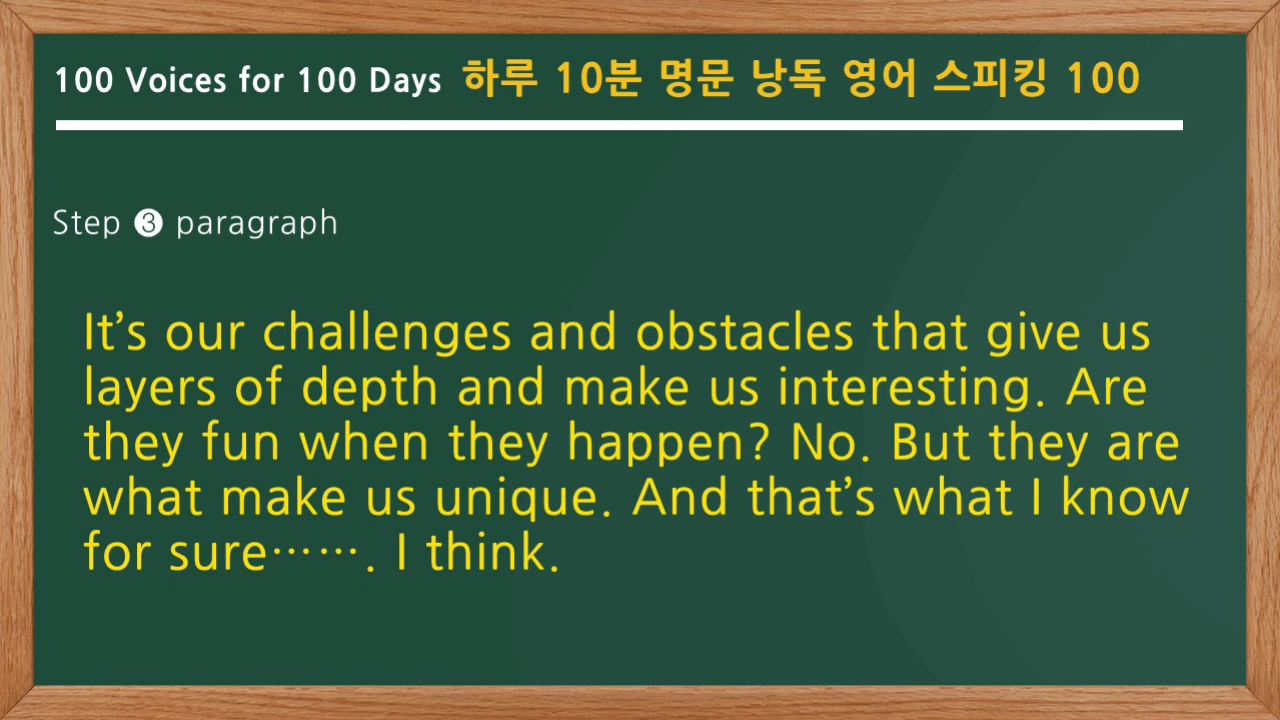 100 Voices for 100 Days 하루 10분 명문 낭독 영어 스피킹 100
Step ❸ paragraph
It’s our challenges and obstacles that give us
layers of depth and make us interesting. Are
they fun when they happen? No. But they are
what make us unique. And that’s what I know
for sure⋯⋯. I think.